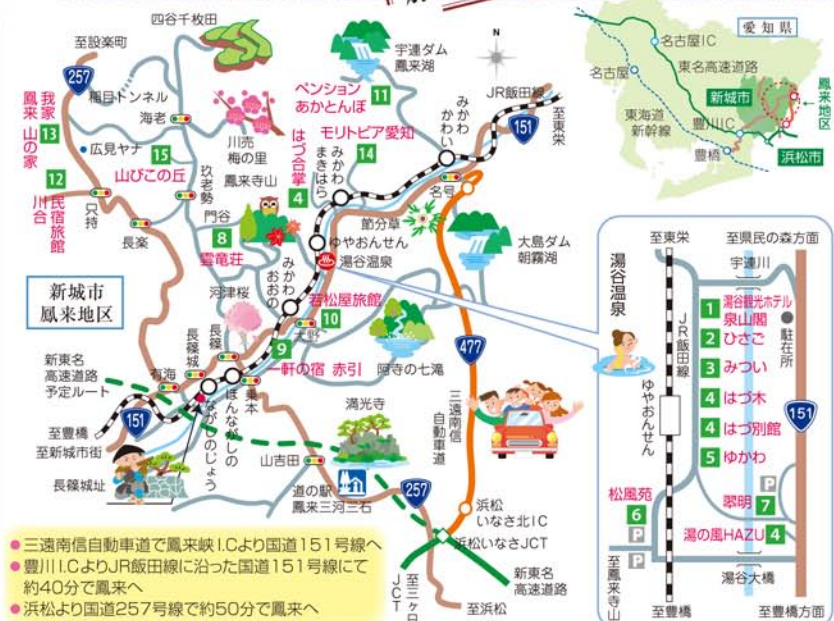 四谷千枚田
至設楽町
257
稲目トンネル
海老
川売
梅の里
我家
鳳来 山の家
13
広見ヤナ
15
山びこの丘
12
民宿旅館
川合
只持
長楽
玖老勢
門谷
8
雲竜荘
鳳来寺山
はづ合掌
4
宇連ダム
鳳来湖
ペンション
あかとんぼ
11
モリトピア愛知
14
みかわ
まきはら
みかわ
かわい
N
JR飯田線
至東栄
151
名号
節分草
ゆやおんせん
湯谷温泉
大島ダム
朝霧湖
みかわ
おおの
若松屋旅館
10
大野
9
一軒の宿 赤引
阿寺の七滝
477
三遠南信
自動車道
新城市
鳳来地区
河津桜
長篠
長篠城
有海
乗本
新東名
高速道路
予定ルート
151
至豊橋
至新城市街
ながしのじょう
ほんながしの
長篠城址
山吉田
満光寺
道の駅
鳳来三河三石
257
浜松
いなさ北IC
浜松いなさJCT
新東名
高速道路
至三ヶ日
JCT
至浜松
●三遠南信自動車道で鳳来峡I.Cより国道151号線へ
●豊川I.CよりJR飯田線に沿った国道151号線にて
約40分で鳳来へ
●浜松より国道257号線で約50分で鳳来へ
愛知県
名古屋IC
名古屋
東名高速道路
新城市
鳳来地区
東海道
新幹線
豊川IC
豊橋
浜松市
湯谷温泉
至東栄
至県民の森方面
宇連川
JR飯田線
ゆやおんせん
1 湯谷観光ホテル
泉山閣
2 ひさご
3 みつい
4 はづ木
4 はづ別館
5 ゆかわ
駐在所
151
P
翠明 7
松風苑
6
P
湯の風HAZU 4
P
至鳳来寺山
湯谷大橋
至豊橋
至豊橋方面